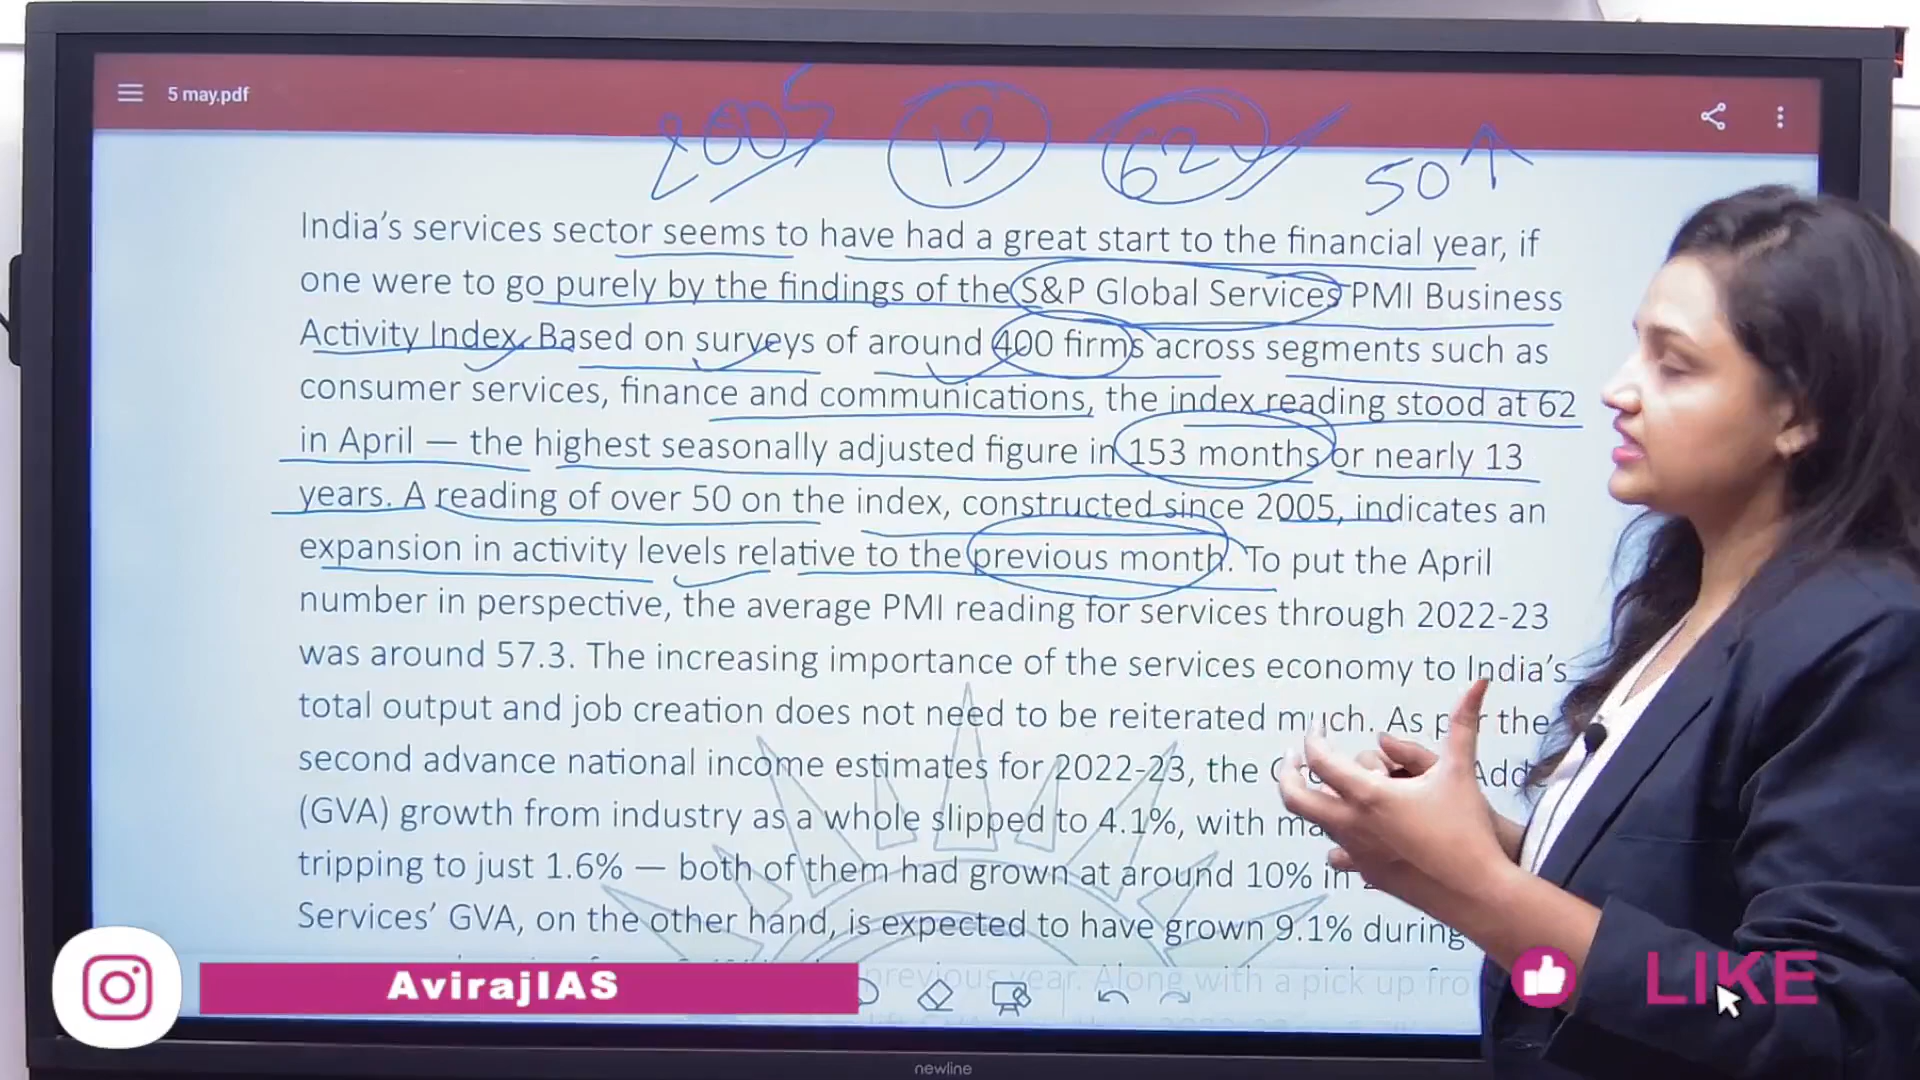 5 may.pdf
2005 13 62 50
India’s services sector seems to have had a great start to the financial year, if
one were to go purely by the findings of the S&P Global Services PMI Business
Activity Index. Based on surveys of around 400 firms across segments such as
consumer services, finance and communications, the index reading stood at 62
in April — the highest seasonally adjusted figure in 153 months or nearly 13
years. A reading of over 50 on the index, constructed since 2005, indicates an
expansion in activity levels relative to the previous month. To put the April
number in perspective, the average PMI reading for services through 2022-23
was around 57.3. The increasing importance of the services economy to India’s
total output and job creation does not need to be reiterated much. As per the
second advance national income estimates for 2022-23, the
(GVA) growth from industry as a whole slipped to 4.1%, with
tripping to just 1.6% — both of them had grown at around 10% in
Services’ GVA, on the other hand, is expected to have grown 9.1% during
previous year. Along with a pick up
AvirajIAS
LIKE
newline